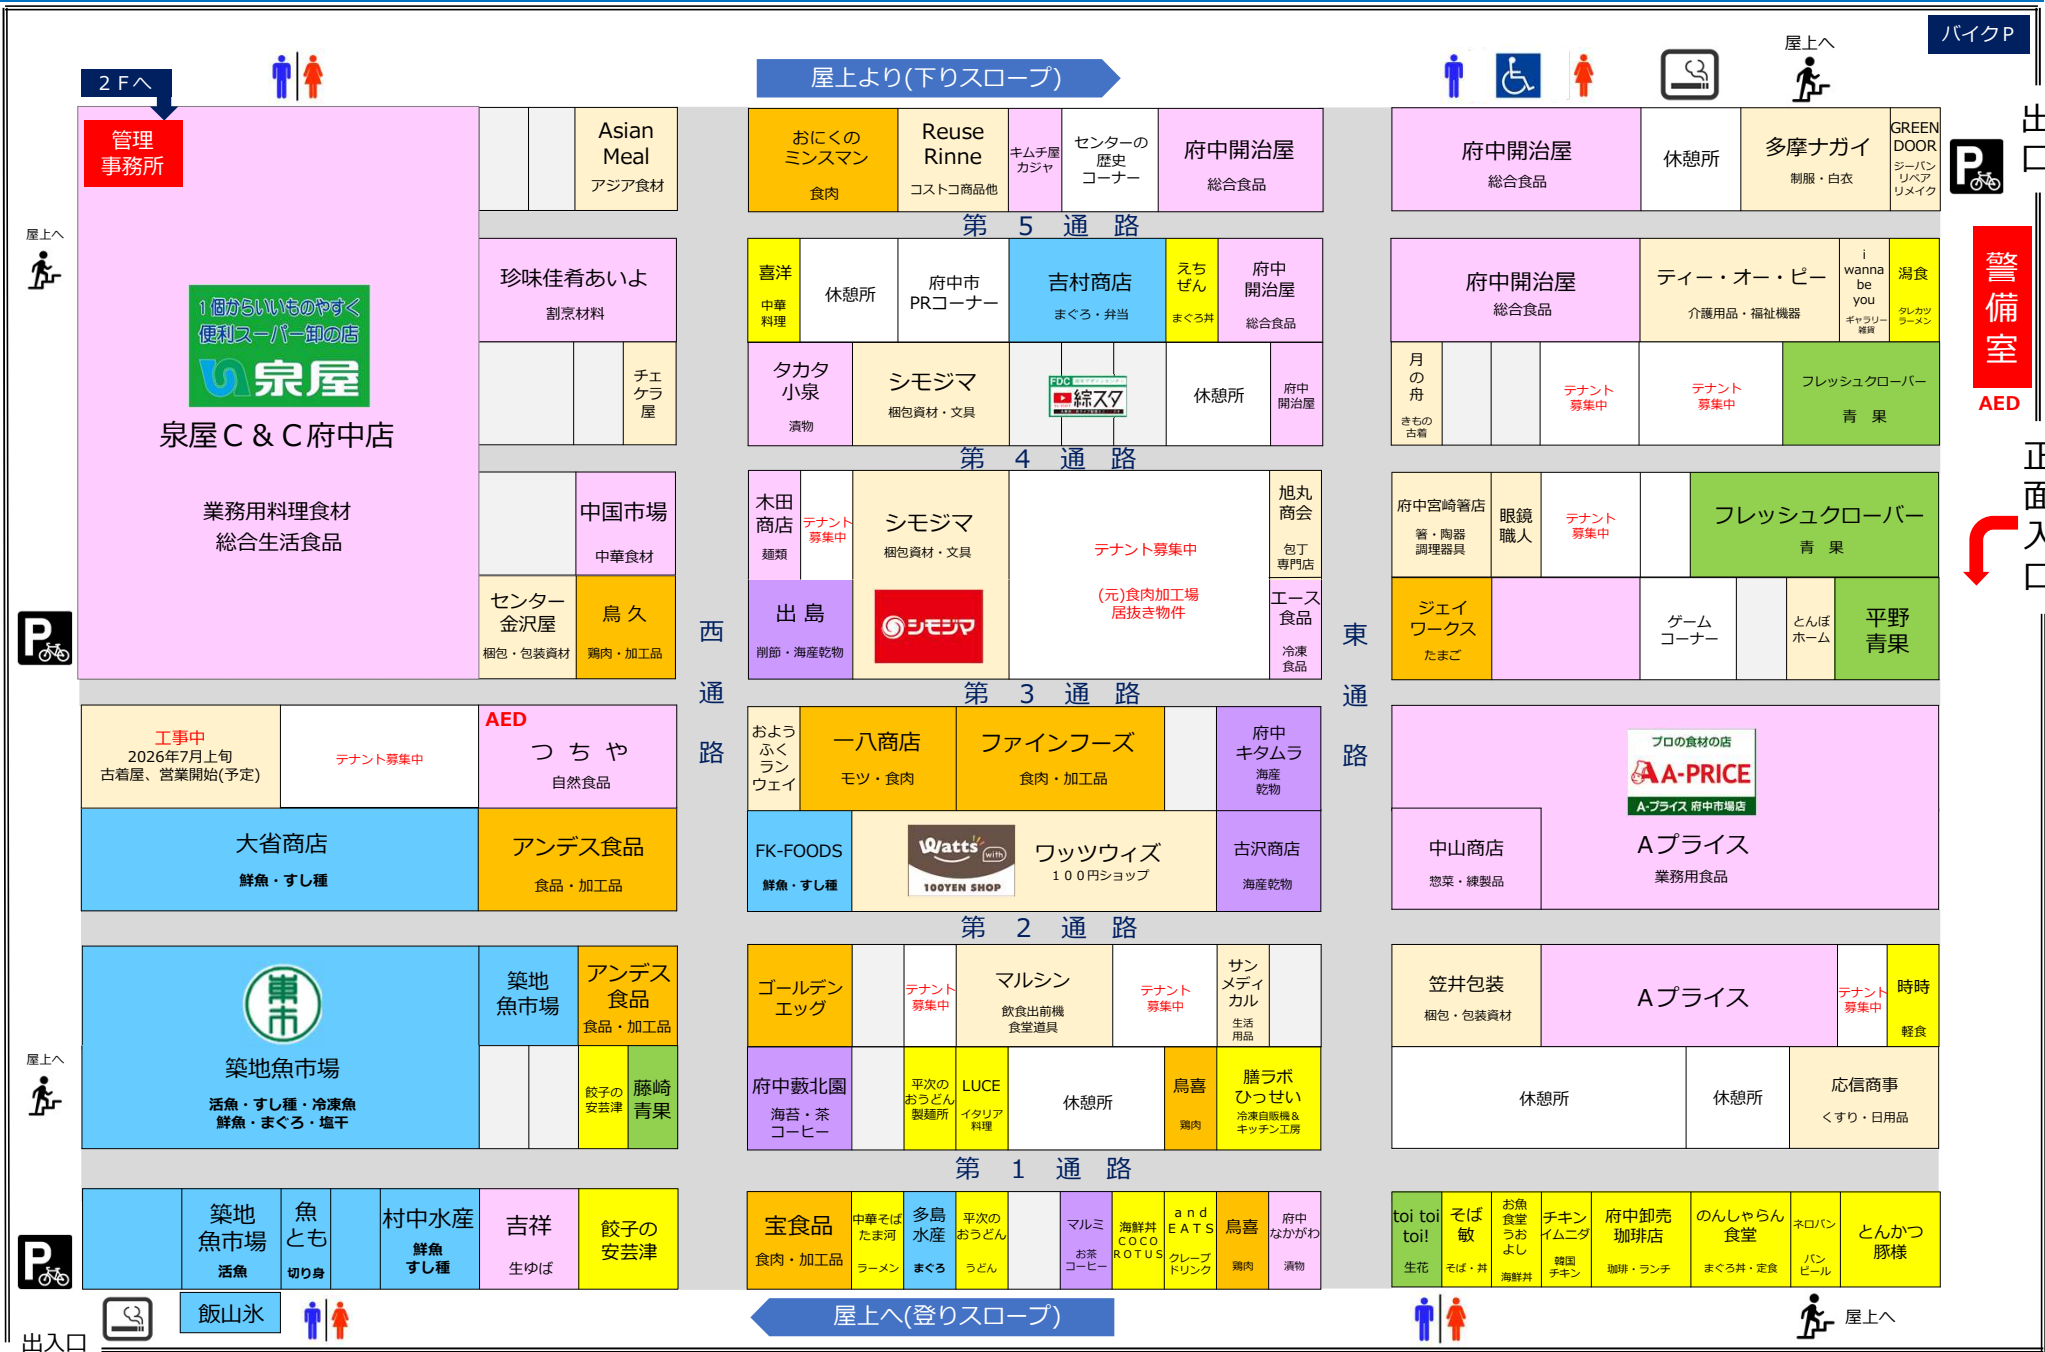 バイクP
屋上へ
2Fへ
屋上より(下りスロープ)
出口
管理
事務所
Asian
Meal
アジア食材
おにくの
ミンスマン
食肉
Reuse
Rinne
コストコ商品他
キムチ屋
カジヤ
センターの
歴史
コーナー
府中開治屋
総合食品
府中開治屋
総合食品
休憩所
多摩ナガイ
制服・白衣
GREEN
DOOR
ジーパン
リペア
リメイク
P
第5通路
屋上へ
珍味佳肴あいよ
割烹材料
喜洋
中華
料理
休憩所
府中市
PRコーナー
吉村商店
まぐろ・弁当
えち
ぜん
まぐろ丼
府中
開治屋
総合食品
府中開治屋
総合食品
ティー・オー・ピー
介護用品・福祉機器
i
wanna
be
you
ギャラリー
雑貨
潟食
タレカツ
ラーメン
警備室
AED
1個からいいものやすく
便利スーパー卸の店
泉屋
泉屋C&C府中店
業務用料理食材
総合生活食品
チェ
ケラ
屋
タカタ
小泉
漬物
シモジマ
梱包資材・文具
FDC
綜スタ
休憩所
府中
開治屋
月
の
舟
きもの
古着
テナント
募集中
テナント
募集中
フレッシュクローバー
青 果
第4通路
正面入口
中国市場
中華食材
木田
商店
麺類
テナント
募集中
シモジマ
梱包資材・文具
テナント募集中
(元)食肉加工場
居抜き物件
旭丸
商会
包丁
専門店
府中宮崎箸店
箸・陶器
調理器具
眼鏡
職人
テナント
募集中
フレッシュクローバー
青 果
P
センター
金沢屋
梱包・包装資材
鳥久
鶏肉・加工品
西通路
出島
削節・海産乾物
シモジマ
エース
食品
冷凍
食品
東通路
ジェイ
ワークス
たまご
ゲーム
コーナー
とんぼ
ホーム
平野
青果
第3通路
工事中
2026年7月上旬
古着屋、営業開始(予定)
テナント募集中
AED
つちや
自然食品
およう
ふく
ラン
ウェイ
一八商店
モツ・食肉
ファインフーズ
食肉・加工品
府中
キタムラ
海産
乾物
プロの食材の店
A-PRICE
A-プライス 府中市場店
Aプライス
業務用食品
大省商店
鮮魚・すし種
アンデス食品
食品・加工品
FK-FOODS
鮮魚・すし種
Watts with
100YEN SHOP
ワッツウィズ
100円ショップ
古沢商店
海産乾物
中山商店
惣菜・練製品
第2通路
東市
築地魚市場
活魚・すし種・冷凍魚
鮮魚・まぐろ・塩干
築地
魚市場
アンデス
食品
食品・加工品
ゴールデン
エッグ
テナント
募集中
マルシン
飲食出前機
食堂道具
テナント
募集中
サン
メディ
カル
生活
用品
笠井包装
梱包・包装資材
Aプライス
テナント
募集中
時時
軽食
屋上へ
餃子の
安芸津
藤崎
青果
府中藪北園
海苔・茶
コーヒー
平次の
おうどん
製麺所
LUCE
イタリア
料理
休憩所
鳥喜
鶏肉
膳ラボ
ひっせい
冷凍自販機&
キッチン工房
休憩所
休憩所
応信商事
くすり・日用品
第1通路
P
築地
魚市場
活魚
魚
とも
切り身
村中水産
鮮魚
すし種
吉祥
生ゆば
餃子の
安芸津
宝食品
食肉・加工品
中華そば
たま河
ラーメン
多島
水産
まぐろ
平次の
おうどん
うどん
マルミ
お茶
コーヒー
海鮮丼
COCO
ROTUS
and
EATS
クレープ
ドリンク
鳥喜
鶏肉
府中
なかがわ
漬物
toi toi
toi!
生花
そば
敏
そば・丼
お魚
食堂
うお
よし
海鮮丼
チキン
イムニダ
韓国
チキン
府中卸売
珈琲店
珈琲・ランチ
のんしゃらん
食堂
まぐろ丼・定食
ネロパン
パン
ビール
とんかつ
豚様
飯山氷
屋上へ(登りスロープ)
屋上へ
出入口